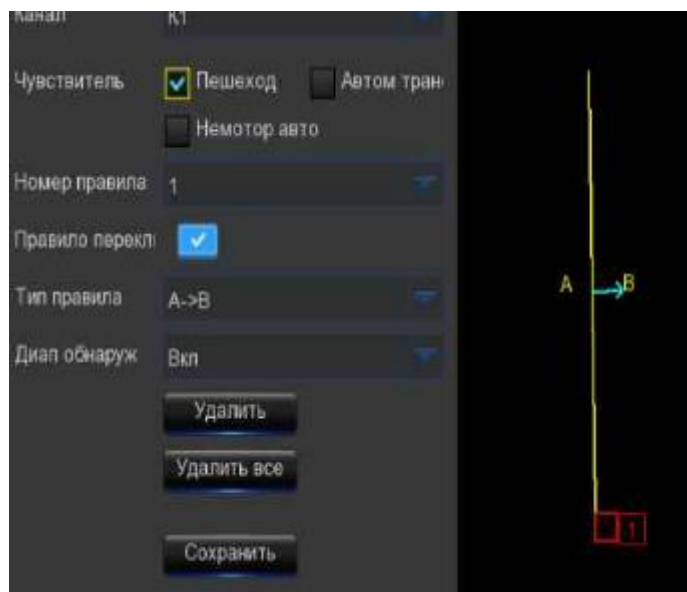 Канал К1
Чувствитель Пешеход Автом тран
Немотор авто
Номер правила 1
Правило перекл
Тип правила A->B
A B
Диап обнаруж Вкл
Удалить
Удалить все
1
Сохранить